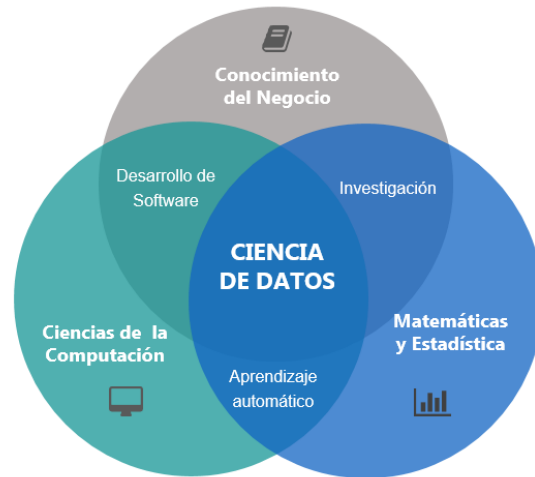 Conocimiento
del Negocio
Desarrollo de
Software
Investigación
CIENCIA
DE DATOS
Ciencias de la
Computación
Matemáticas
y Estadística
Aprendizaje
automático